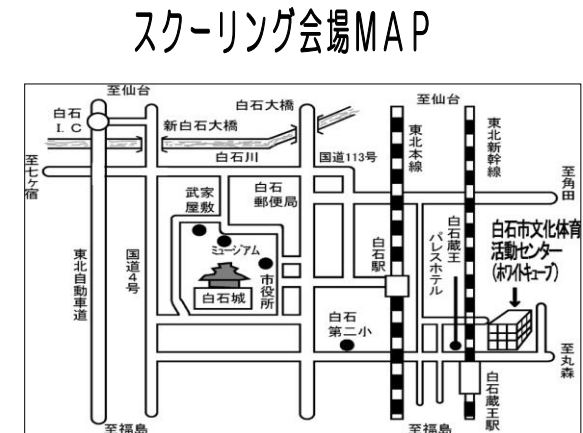 スクーリング会場MAP
至仙台
白石
I.C
新白石大橋
白石大橋
至仙台
白石川
国道113号
東北本線
東北新幹線
至七ヶ宿
至角田
武家
屋敷
白石
郵便局
ミュージアム
市役所
白石城
東北自動車道
国道4号
白石駅
白石蔵王
パレスホテル
白石市文化体育
活動センター
(ホワイトキューブ)
白石
第二小
至丸森
白石蔵王駅
至福島
至福島